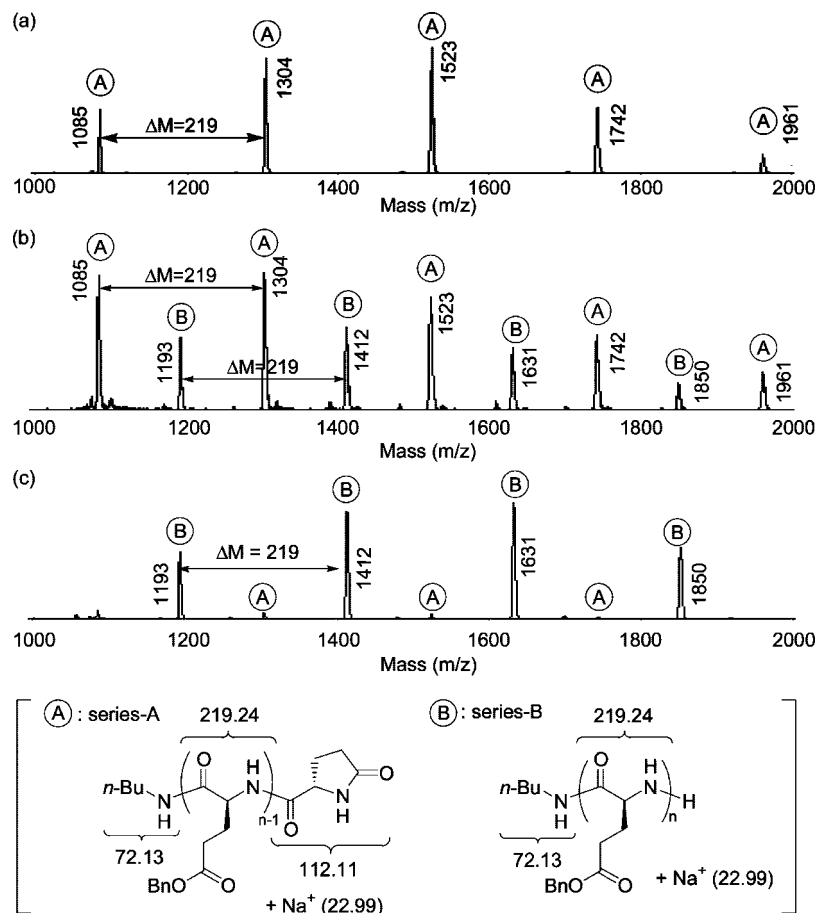 (a)
A A A A A
1085 1304 1523 1742 1961
ΔM=219
1000 1200 1400 1600 1800 2000
Mass (m/z)
(b)
A A A A A
1085 1304 1523 1742 1961
ΔM=219
B B B B
1193 1412 1631 1850
ΔM=219
1000 1200 1400 1600 1800 2000
Mass (m/z)
(c)
B B B B
1193 1412 1631 1850
ΔM = 219
A A A
1000 1200 1400 1600 1800 2000
Mass (m/z)
A : series-A
219.24
n-Bu N H O H N n-1 O N H O
72.13
112.11
BnO O
+ Na⁺ (22.99)
B : series-B
219.24
n-Bu N H O H N n H
72.13
BnO O
+ Na⁺ (22.99)